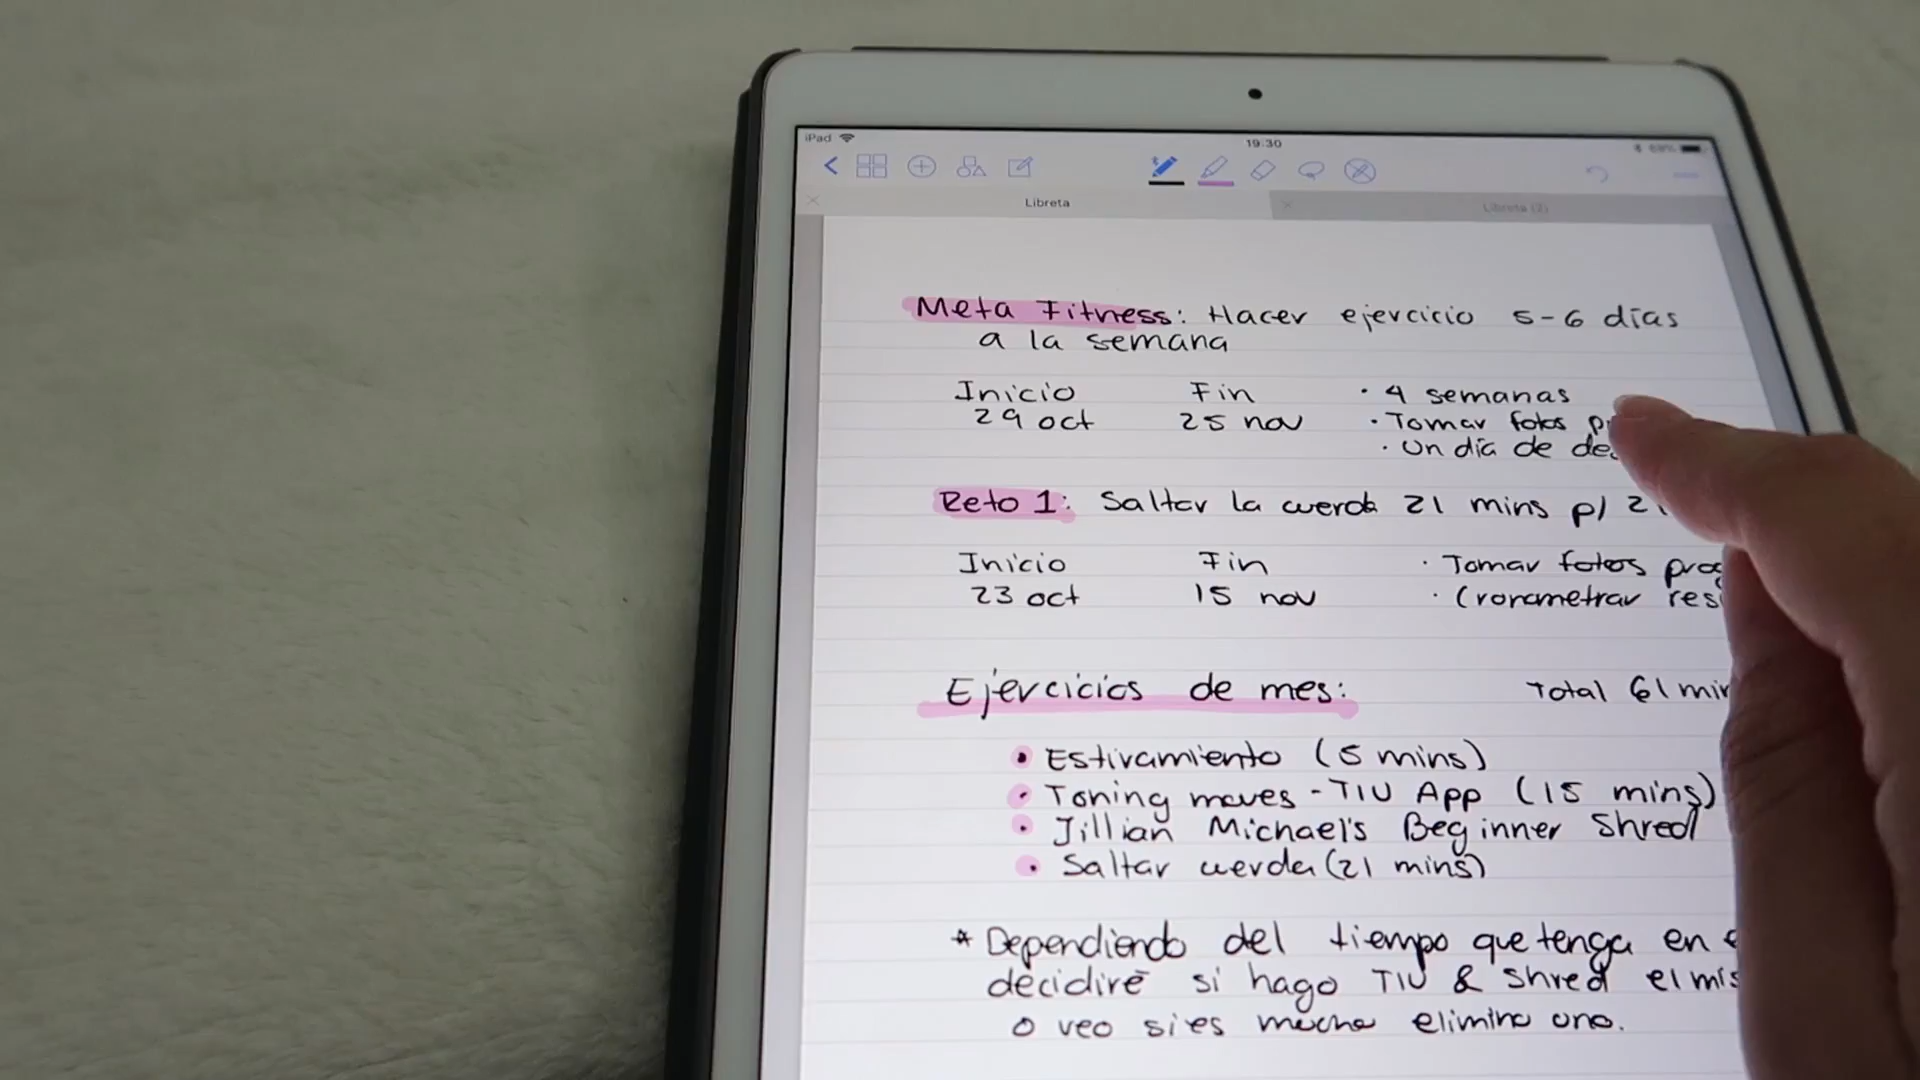 iPad
19:30
69%
Libreta
Libreta (2)
Meta Fitness: Hacer ejercicio 5-6 días
a la semana
Inicio Fin · 4 semanas
29 oct 25 nov · Tomar fotos
· Un día de
Reto 1: Saltar la cuerda 21 mins p/
Inicio Fin · Tomar fotos
23 oct 15 nov · Cronometrar
Ejercicios de mes: Total 61 min
• Estiramiento (5 mins)
• Toning moves - TIU App (15 mins)
• Jillian Michael's Beginner Shred
• Saltar cuerda (21 mins)
* Dependiendo del tiempo que tenga en
decidiré si hago TIU & Shred el
o veo si es mucho elimino uno.